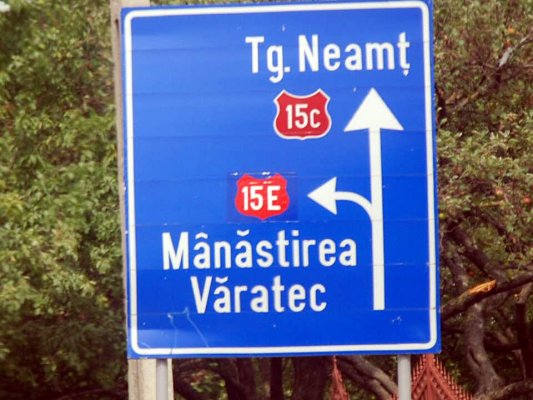 Tg. Neamț
15C
15E
Mânăstirea
Văratec